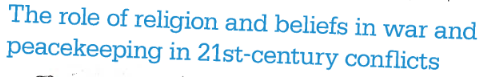 The role of religion and beliefs in war and
peacekeeping in 21st-century conflicts